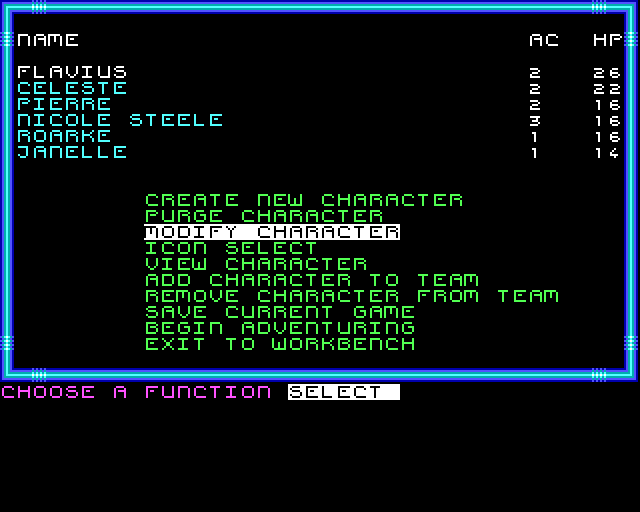 NAME AC HP
FLAVIUS 2 26
CELESTE 2 22
PIERRE 2 16
NICOLE STEELE 3 16
ROARKE 1 16
JANELLE 1 14
CREATE NEW CHARACTER
PURGE CHARACTER
MODIFY CHARACTER
ICON SELECT
VIEW CHARACTER
ADD CHARACTER TO TEAM
REMOVE CHARACTER FROM TEAM
SAVE CURRENT GAME
BEGIN ADVENTURING
EXIT TO WORKBENCH
CHOOSE A FUNCTION SELECT